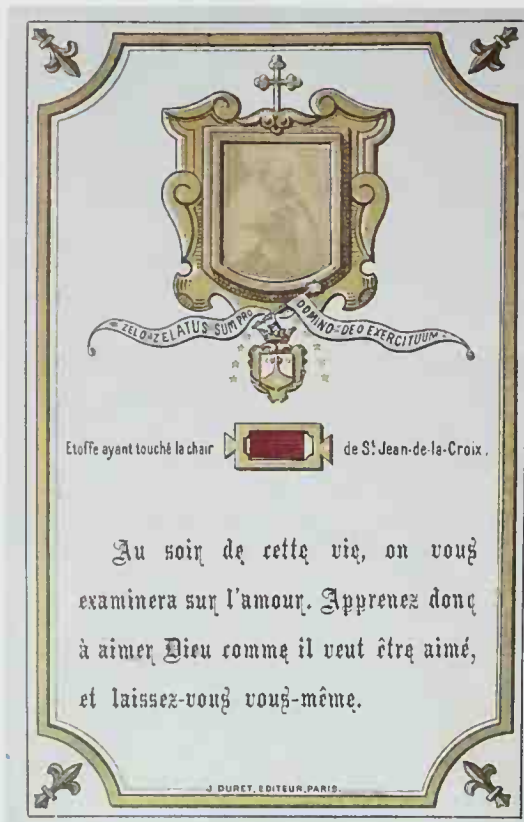 ZELO ZELATUS SUM PRO DOMINO DEO EXERCITUUM
Etoffe ayant touché la chair de St Jean-de-la-Croix.
Au soir de cette vie, on vous
examinera sur l'amour. Apprenez donc
à aimer Dieu comme il veut être aimé,
et laissez-vous vous-même.
J. DURET, EDITEUR, PARIS.